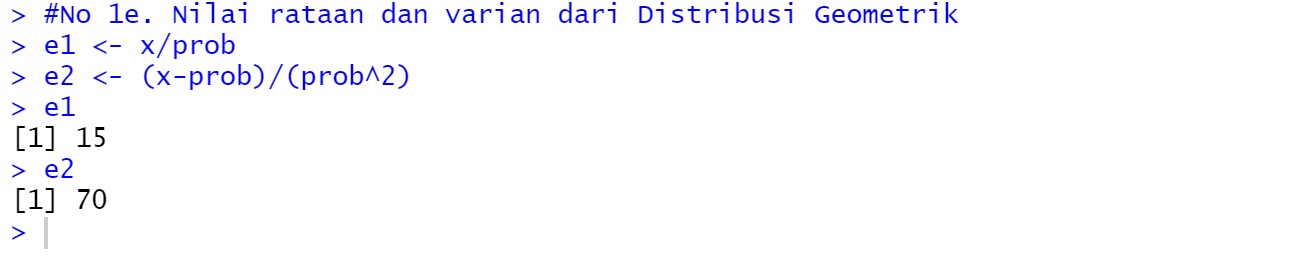 > #No 1e. Nilai rataan dan varian dari Distribusi Geometrik
> e1 <- x/prob
> e2 <- (x-prob)/(prob^2)
> e1
[1] 15
> e2
[1] 70
>